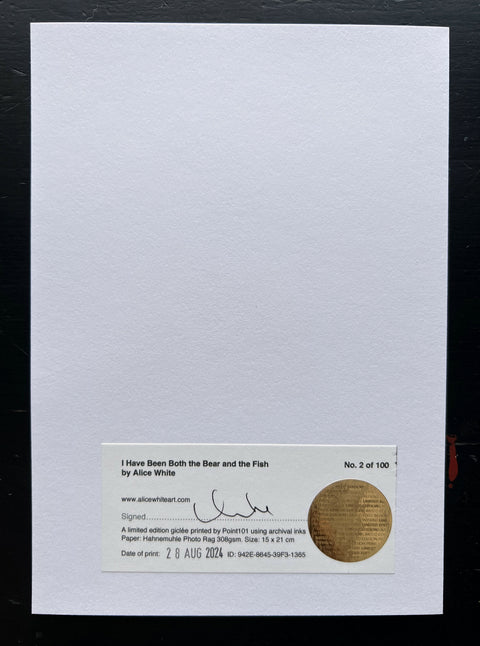 I Have Been Both the Bear and the Fish
by Alice White
No. 2 of 100
www.alicewhiteart.com
Signed
A limited edition giclée printed by Point101 using archival inks
Paper: Hahnemuhle Photo Rag 308gsm. Size: 15 x 21 cm
Date of print: 28 AUG 2024 ID: 942E-8645-39F3-1365